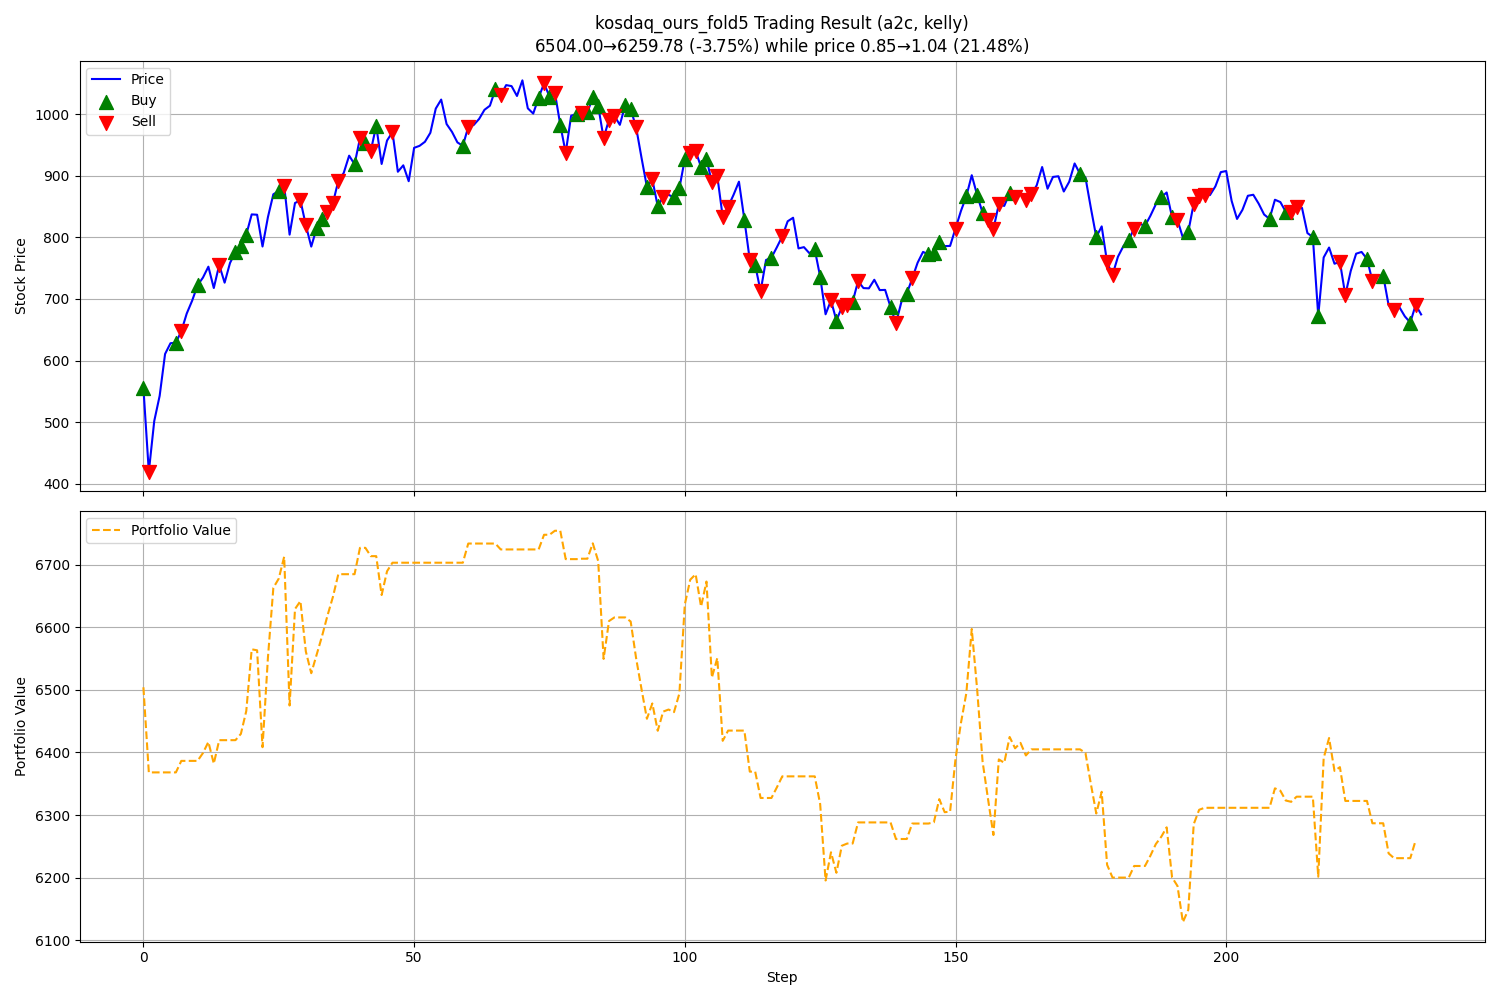 kosdaq_ours_fold5 Trading Result (a2c, kelly)
6504.00→6259.78 (-3.75%) while price 0.85→1.04 (21.48%)
Price
Buy
Sell
Stock Price
1000
900
800
700
600
500
400
Portfolio Value
Portfolio Value
6700
6600
6500
6400
6300
6200
6100
0
50
100
150
200
Step